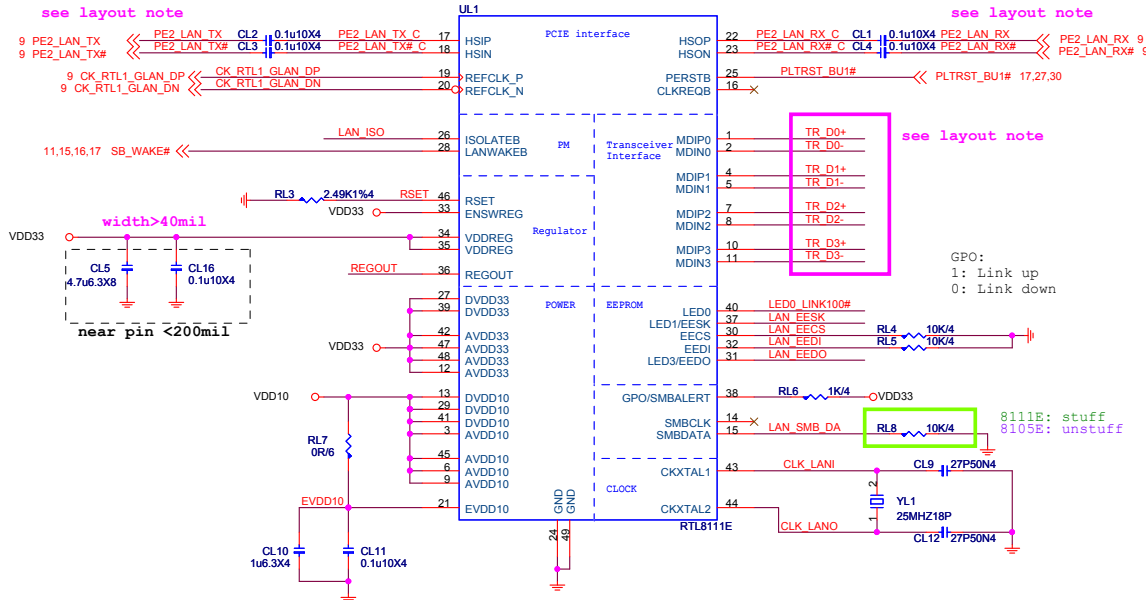 see layout note
UL1
see layout note
9 PE2_LAN_TX
PE2_LAN_TX
CL2
0.1u10X4
PE2_LAN_TX_C
17
HSIP
PCIE interface
HSOP
22
PE2_LAN_RX_C
CL1
0.1u10X4
PE2_LAN_RX
PE2_LAN_RX 9
9 PE2_LAN_TX#
PE2_LAN_TX#
CL3
0.1u10X4
PE2_LAN_TX#_C
18
HSIN
HSON
23
PE2_LAN_RX#_C
CL4
0.1u10X4
PE2_LAN_RX#
PE2_LAN_RX# 9
9 CK_RTL1_GLAN_DP
CK_RTL1_GLAN_DP
19
REFCLK_P
PERSTB
25
PLTRST_BU1#
PLTRST_BU1# 17,27,30
9 CK_RTL1_GLAN_DN
CK_RTL1_GLAN_DN
20
REFCLK_N
CLKREQB
16
LAN_ISO
26
ISOLATEB
PM
Transceiver
Interface
MDIP0
1
TR_D0+
see layout note
11,15,16,17 SB_WAKE#
28
LANWAKEB
MDIN0
2
TR_D0-
MDIP1
4
TR_D1+
MDIN1
5
TR_D1-
RL3
2.49K1%4
RSET
46
RSET
VDD33
33
ENSWREG
MDIP2
7
TR_D2+
MDIN2
8
TR_D2-
width>40mil
VDD33
34
VDDREG
35
VDDREG
Regulator
MDIP3
10
TR_D3+
MDIN3
11
TR_D3-
CL5
4.7u6.3X8
CL16
0.1u10X4
near pin <200mil
REGOUT
36
REGOUT
GPO:
1: Link up
0: Link down
27
DVDD33
39
DVDD33
POWER
EEPROM
LED0
40
LED0_LINK100#
LED1/EESK
37
LAN_EESK
42
AVDD33
EECS
30
LAN_EECS
RL4
10K/4
VDD33
47
AVDD33
EEDI
32
LAN_EEDI
RL5
10K/4
48
AVDD33
LED3/EEDO
31
LAN_EEDO
12
AVDD33
VDD10
13
DVDD10
GPO/SMBALERT
38
RL6
1K/4
VDD33
29
DVDD10
41
DVDD10
SMBCLK
14
3
AVDD10
SMBDATA
15
LAN_SMB_DA
RL8
10K/4
8111E: stuff
8105E: unstuff
RL7
0R/6
45
AVDD10
6
AVDD10
9
AVDD10
CKXTAL1
43
CLK_LANI
CL9
27P50N4
CLOCK
2
YL1
1
25MHZ18P
EVDD10
21
EVDD10
GND
GND
CKXTAL2
44
CLK_LANO
CL12
27P50N4
RTL8111E
24
49
CL10
1u6.3X4
CL11
0.1u10X4